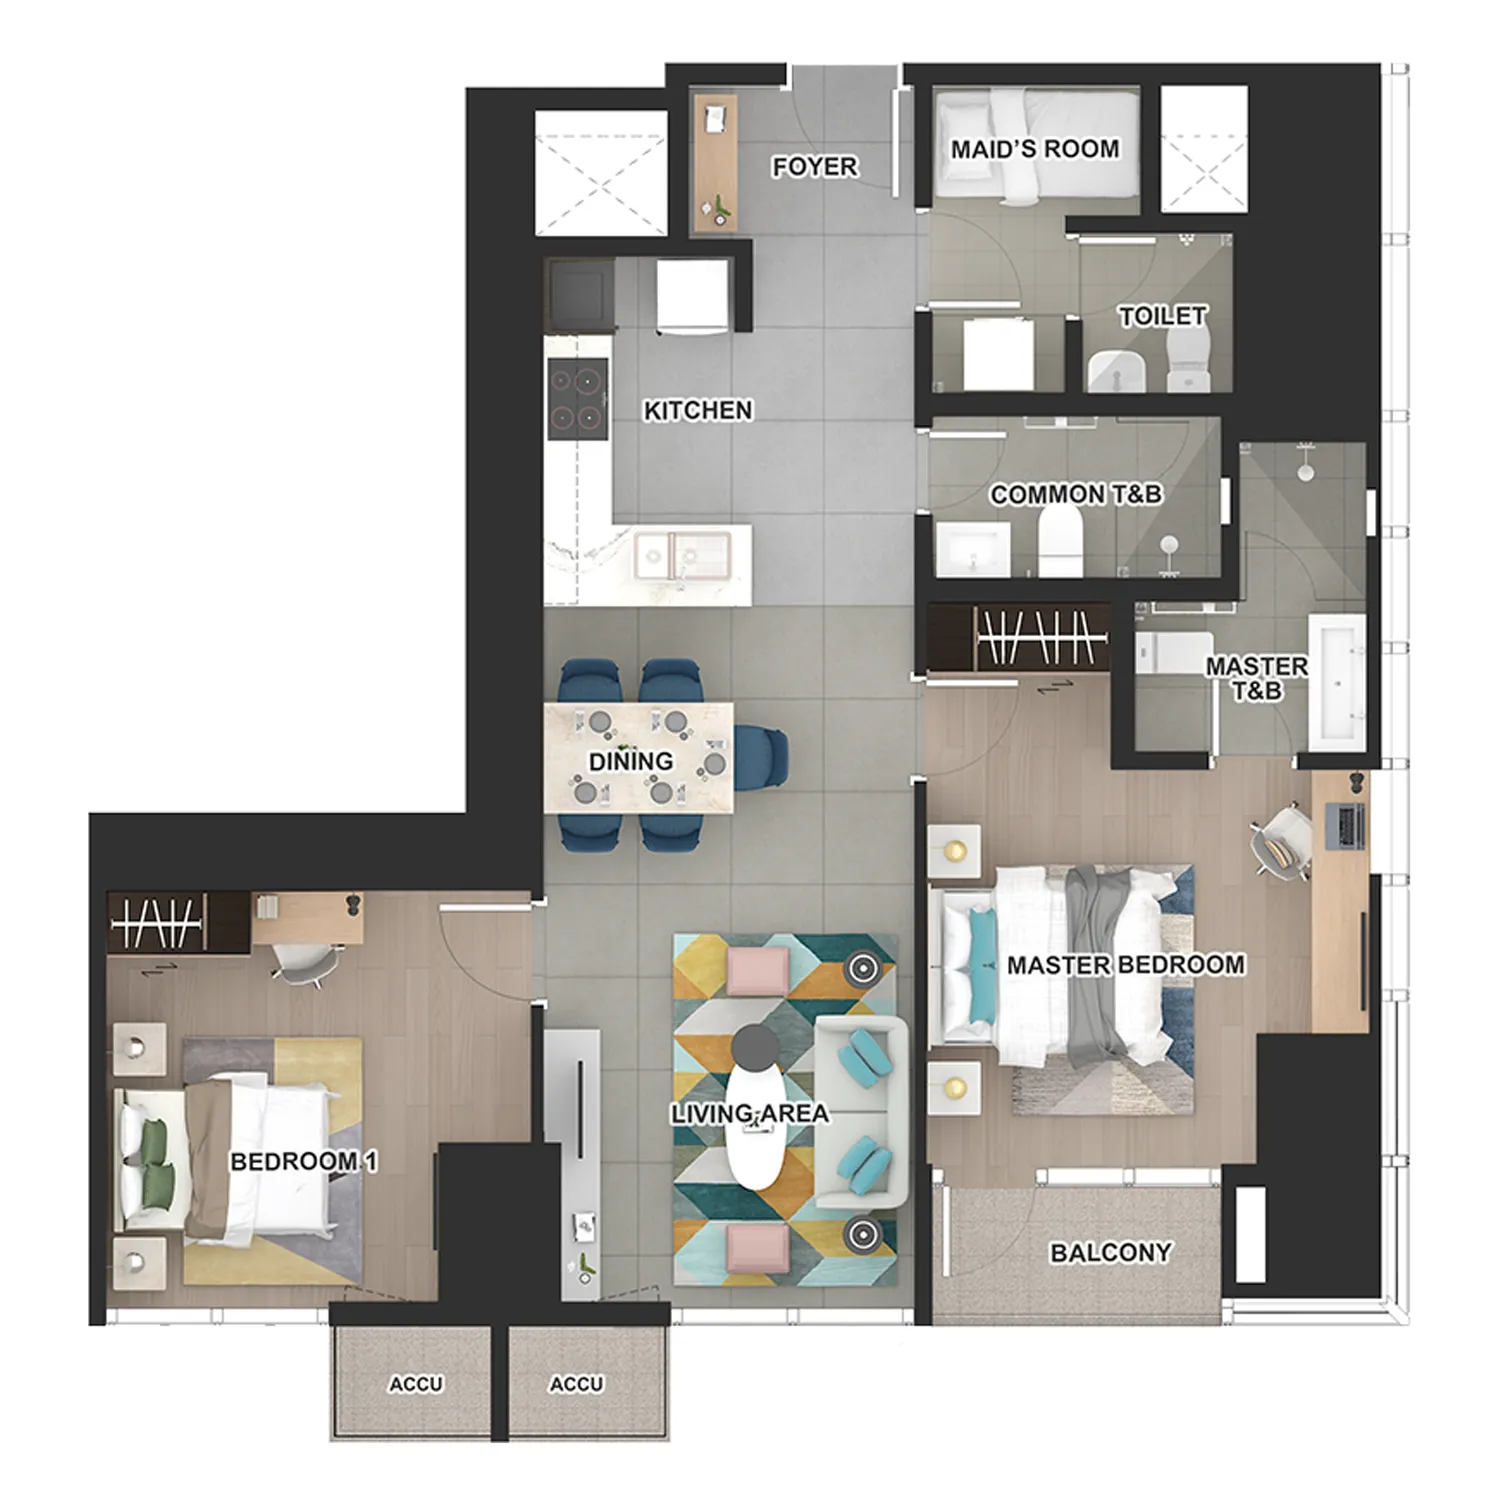 MAID'S ROOM
FOYER
TOILET
KITCHEN
COMMON T&B
MASTER
T&B
DINING
MASTER BEDROOM
LIVING AREA
BEDROOM 1
BALCONY
ACCU
ACCU